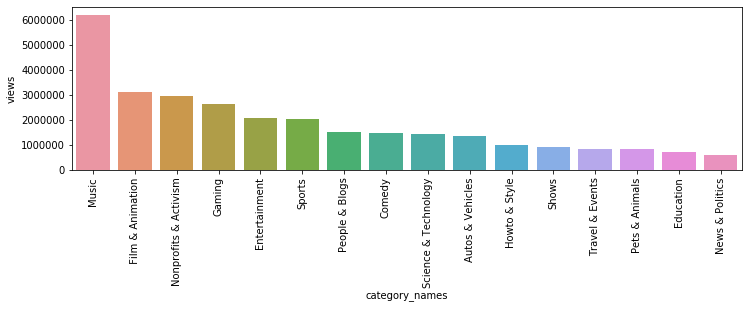 6000000
5000000
4000000
3000000
2000000
1000000
0
views
Music
Film & Animation
Nonprofits & Activism
Gaming
Entertainment
Sports
People & Blogs
Comedy
Science & Technology
Autos & Vehicles
Howto & Style
Shows
Travel & Events
Pets & Animals
Education
News & Politics
category_names